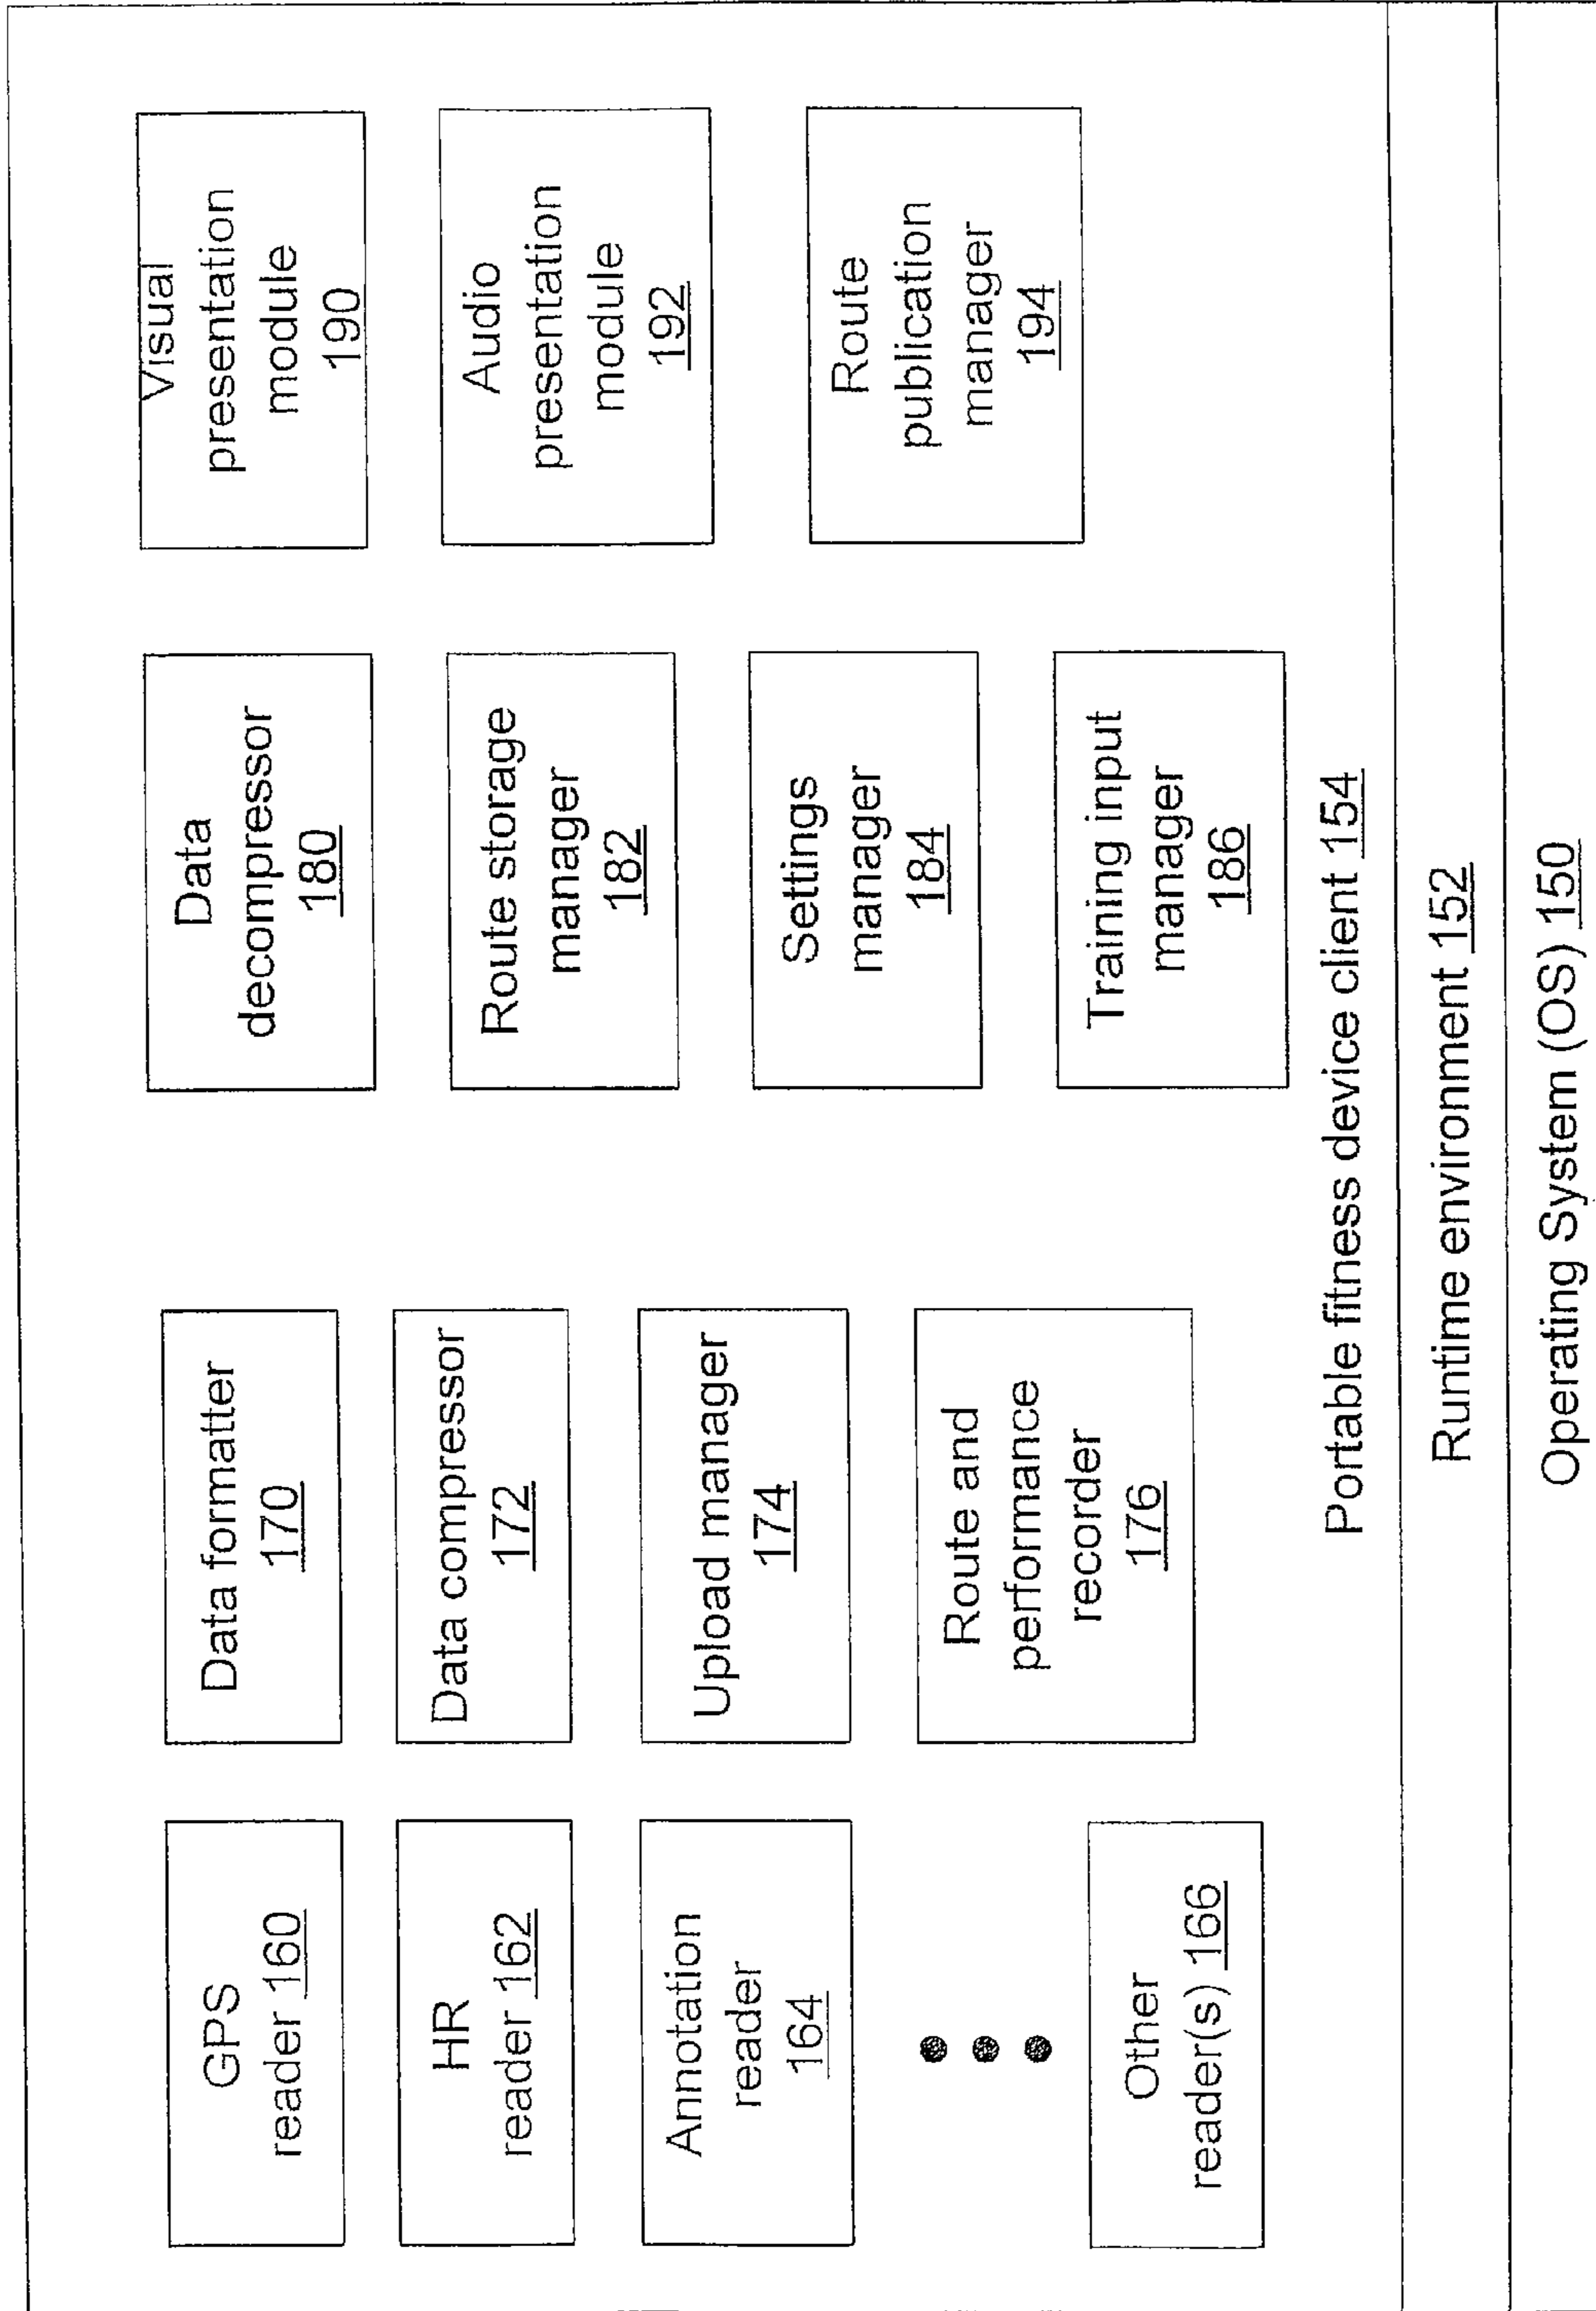 GPS
reader 160
HR
reader 162
Annotation
reader
164
Other
reader(s) 166
Data formatter
170
Data compressor
172
Upload manager
174
Route and
performance
recorder
176
Data
decompressor
180
Route storage
manager
182
Settings
manager
184
Training input
manager
186
Visual
presentation
module
190
Audio
presentation
module
192
Route
publication
manager
194
Portable fitness device client 154
Runtime environment 152
Operating System (OS) 150